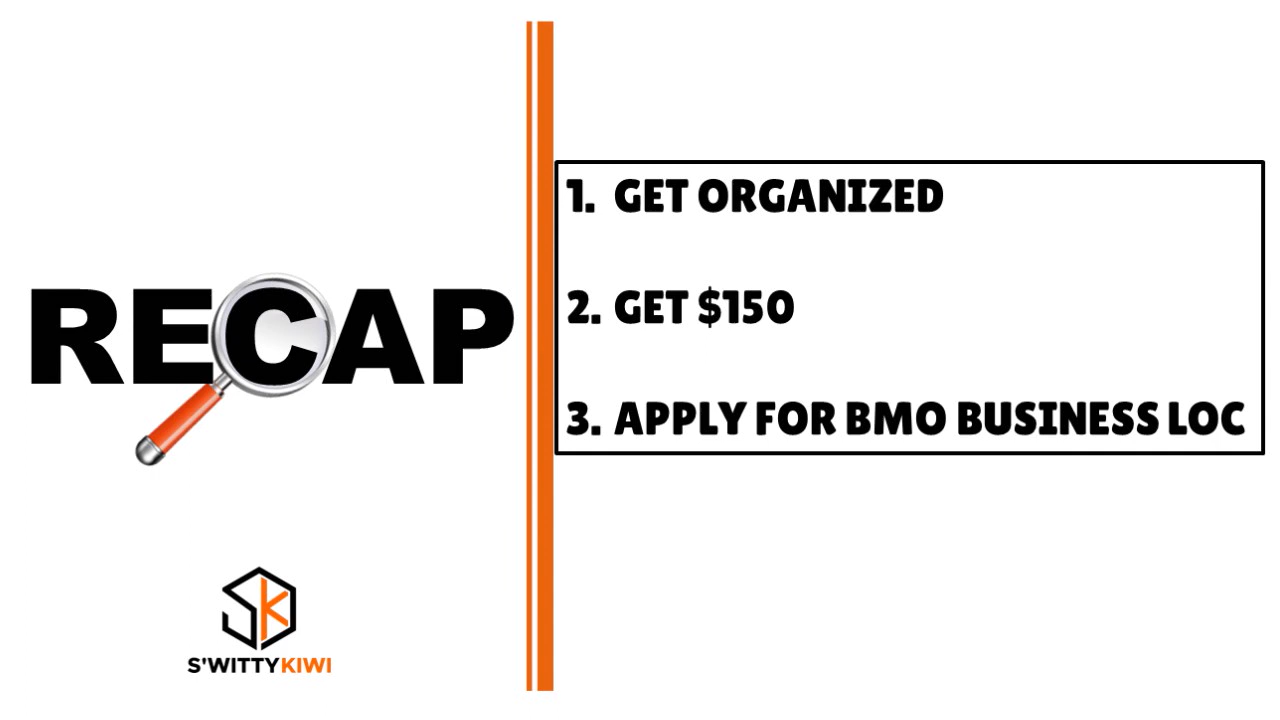 RECAP
S'WITTYKIWI
1. GET ORGANIZED
2. GET $150
3. APPLY FOR BMO BUSINESS LOC